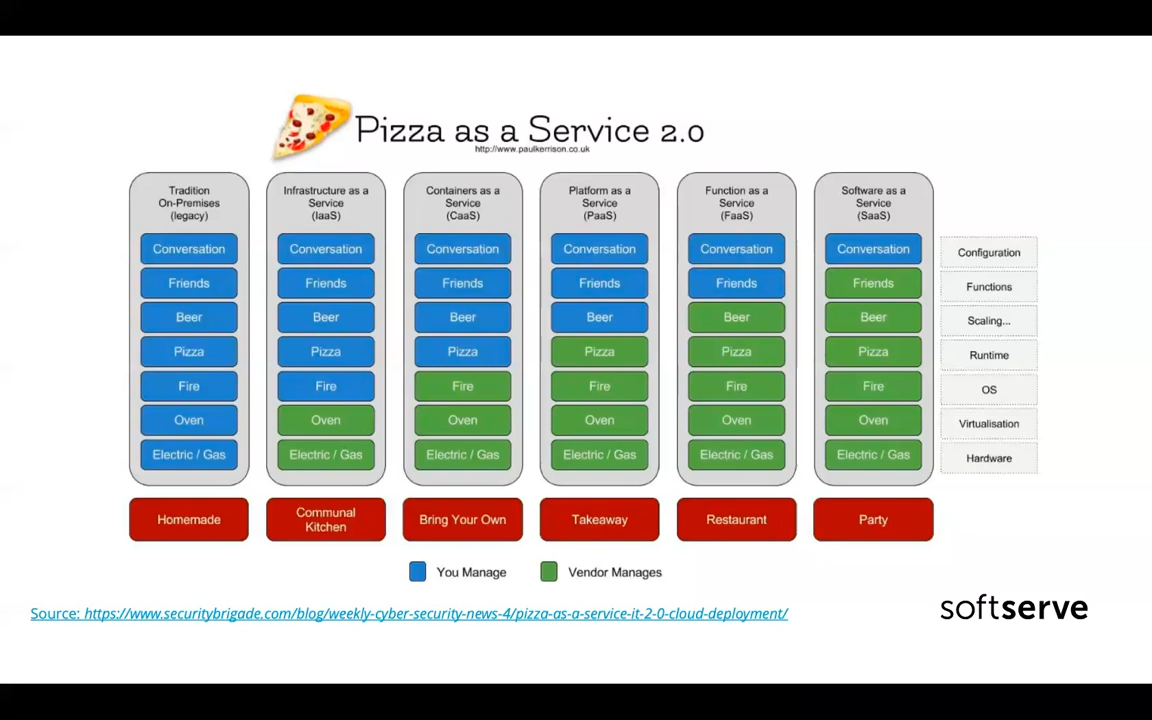 Pizza as a Service 2.0
http://www.paulkerrison.co.uk
Tradition
On-Premises
(legacy)
Conversation
Friends
Beer
Pizza
Fire
Oven
Electric / Gas
Homemade
Infrastructure as a
Service
(IaaS)
Conversation
Friends
Beer
Pizza
Fire
Oven
Electric / Gas
Communal
Kitchen
Containers as a
Service
(CaaS)
Conversation
Friends
Beer
Pizza
Fire
Oven
Electric / Gas
Bring Your Own
Platform as a
Service
(PaaS)
Conversation
Friends
Beer
Pizza
Fire
Oven
Electric / Gas
Takeaway
Function as a
Service
(FaaS)
Conversation
Friends
Beer
Pizza
Fire
Oven
Electric / Gas
Restaurant
Software as a
Service
(SaaS)
Conversation
Friends
Beer
Pizza
Fire
Oven
Electric / Gas
Party
Configuration
Functions
Scaling...
Runtime
OS
Virtualisation
Hardware
You Manage
Vendor Manages
Source: https://www.securitybrigade.com/blog/weekly-cyber-security-news-4/pizza-as-a-service-it-2-0-cloud-deployment/
softserve